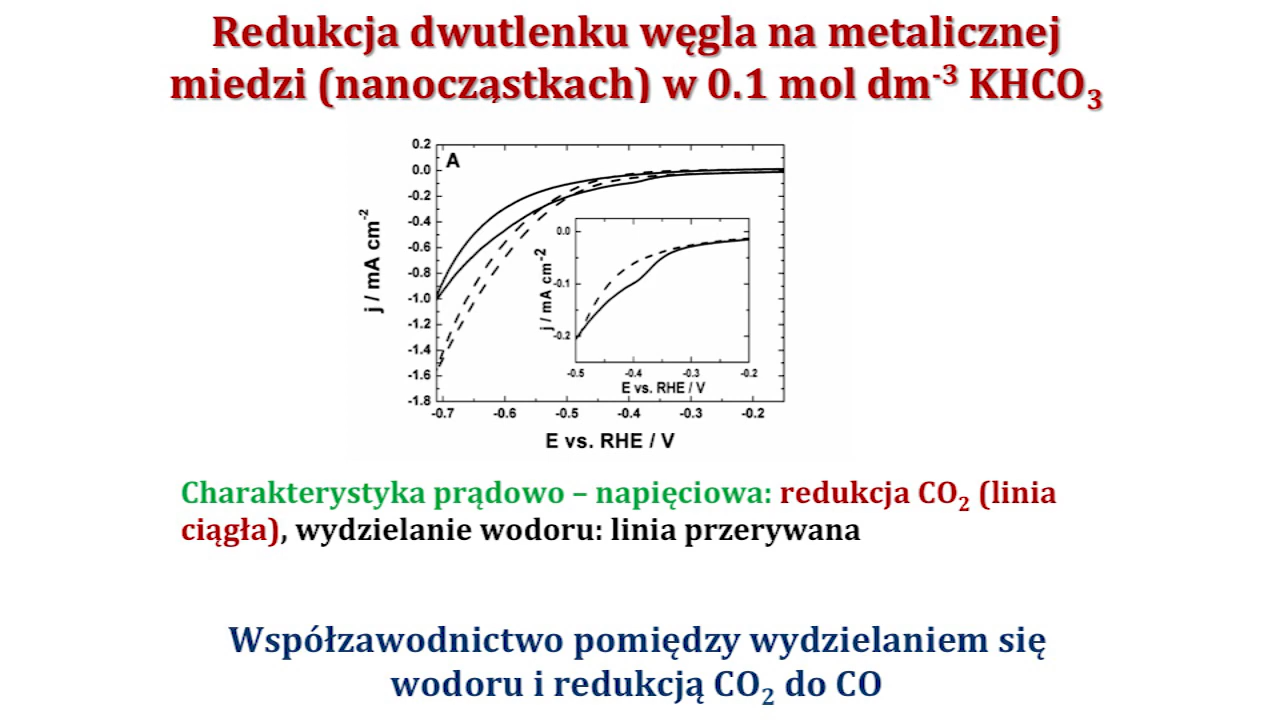 Redukcja dwutlenku węgla na metalicznej
miedzi (nanocząstkach) w 0.1 mol dm⁻³ KHCO₃
A
0.2
0.0
-0.2
-0.4
-0.6
-0.8
-1.0
-1.2
-1.4
-1.6
-1.8
j / mA cm⁻²
-0.7 -0.6 -0.5 -0.4 -0.3 -0.2
E vs. RHE / V
0.0
-0.1
-0.2
j / mA cm-2
-0.5 -0.4 -0.3 -0.2
E vs. RHE / V
Charakterystyka prądowo – napięciowa: redukcja CO₂ (linia
ciągła), wydzielanie wodoru: linia przerywana
Współzawodnictwo pomiędzy wydzielaniem się
wodoru i redukcją CO₂ do CO